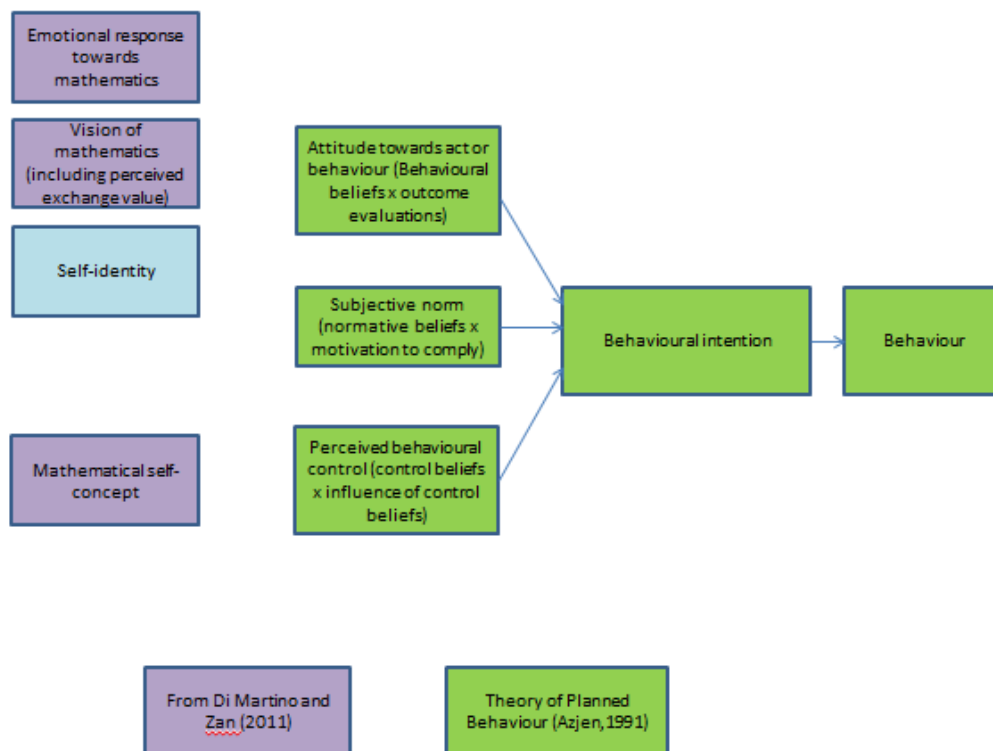 Emotional response
towards
mathematics
Vision of
mathematics
(including perceived
exchange value)
Self-identity
Mathematical self-
concept
Attitude towards act or
behaviour (Behavioural
beliefs x outcome
evaluations)
Subjective norm
(normative beliefs x
motivation to comply)
Perceived behavioural
control (control beliefs
x influence of control
beliefs)
Behavioural intention
Behaviour
From Di Martino and
Zan (2011)
Theory of Planned
Behaviour (Azjen,1991)